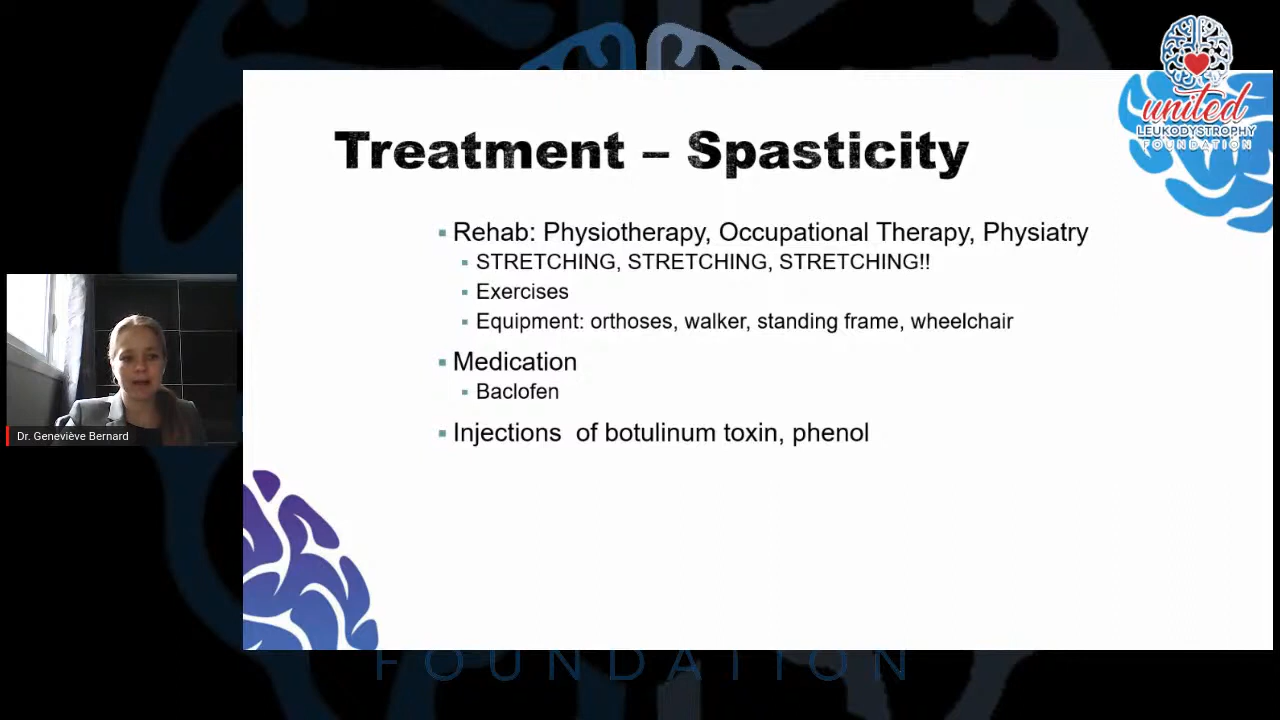 united
LEUKODYSTROPHY
FOUNDATION
Treatment – Spasticity
Rehab: Physiotherapy, Occupational Therapy, Physiatry
STRETCHING, STRETCHING, STRETCHING!!
Exercises
Equipment: orthoses, walker, standing frame, wheelchair
Medication
Baclofen
Injections of botulinum toxin, phenol
Dr. Geneviève Bernard
FOUNDATION